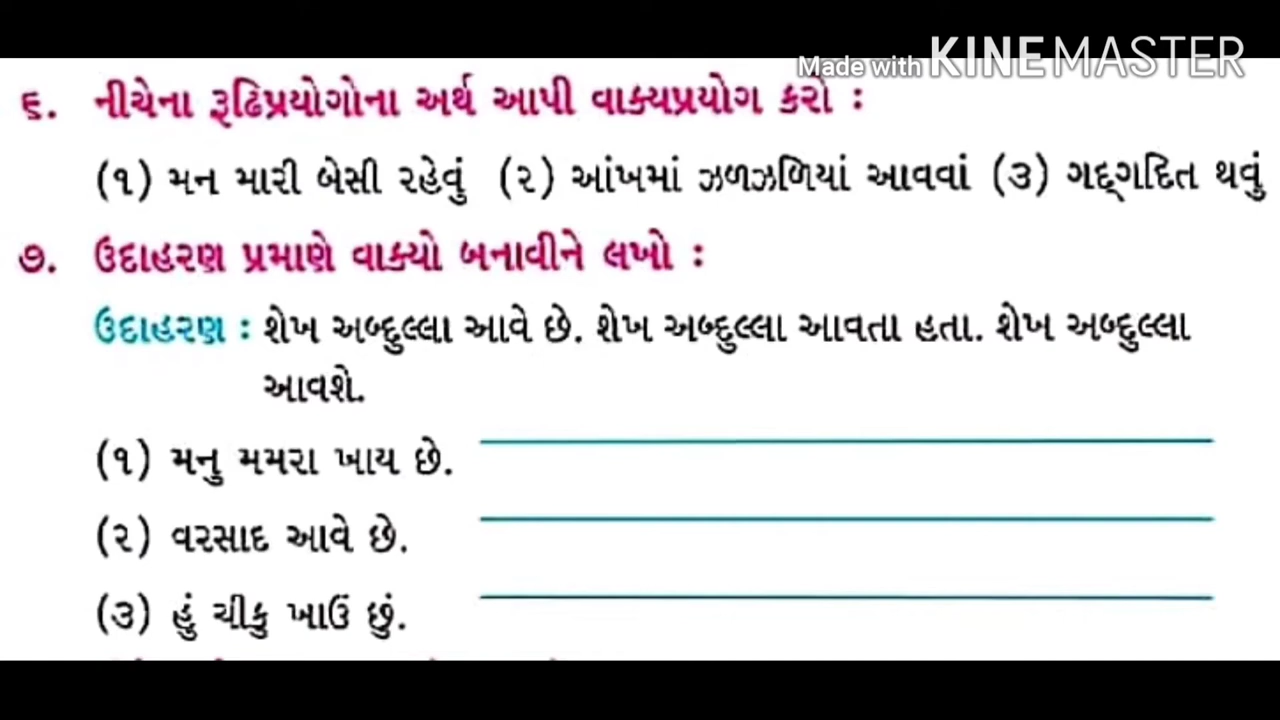 Made with KINEMASTER
૬. નીચેના રૂઢિપ્રયોગોના અર્થ આપી વાક્યપ્રયોગ કરો :
(૧) મન મારી બેસી રહેવું (૨) આંખમાં ઝળઝળિયાં આવવાં (૩) ગદ્ગદિત થવું
૭. ઉદાહરણ પ્રમાણે વાક્યો બનાવીને લખો :
ઉદાહરણ : શેખ અબ્દુલ્લા આવે છે. શેખ અબ્દુલ્લા આવતા હતા. શેખ અબ્દુલ્લા
આવશે.
(૧) મનુ મમરા ખાય છે.
(૨) વરસાદ આવે છે.
(૩) હું ચીકુ ખાઉં છું.